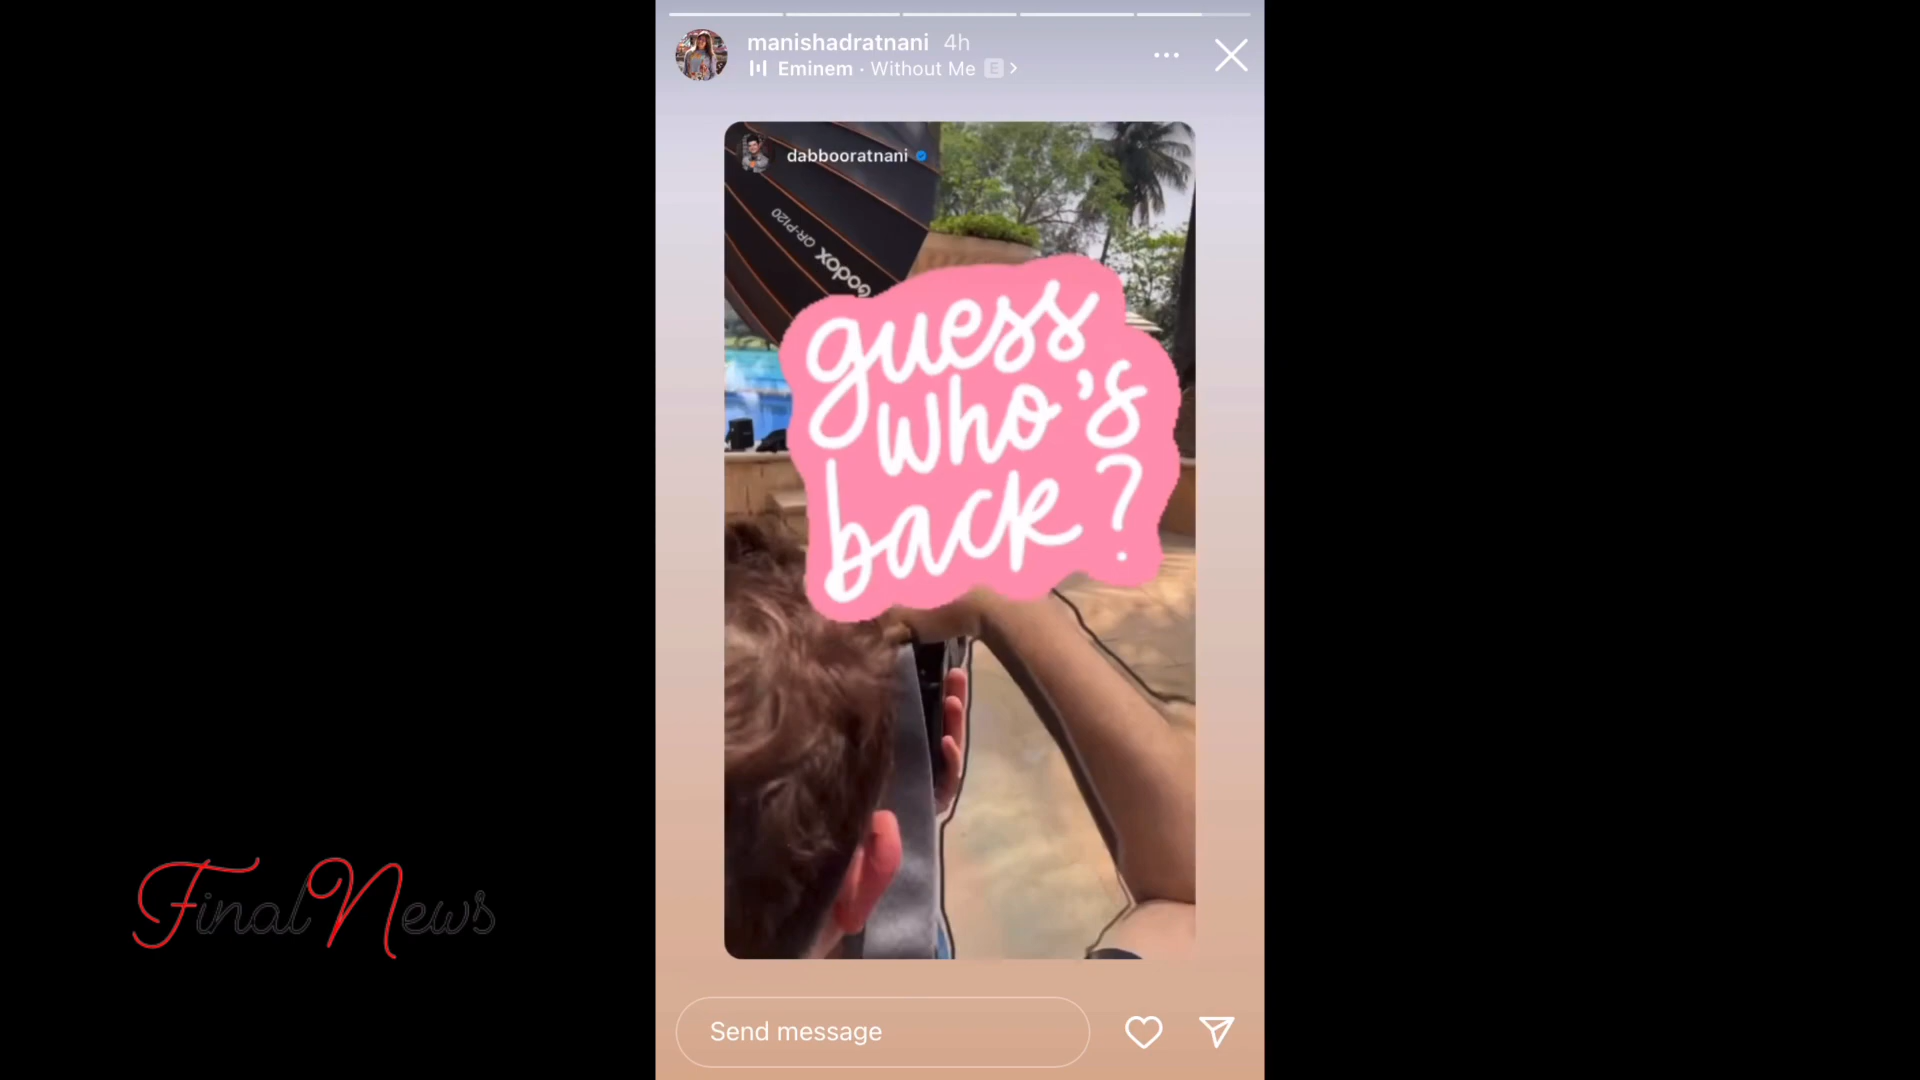 manishadratnani 4h
Eminem · Without Me E
dabbooratnani
QR-P120
Godox
guess
who's
back?
FinalNews
Send message